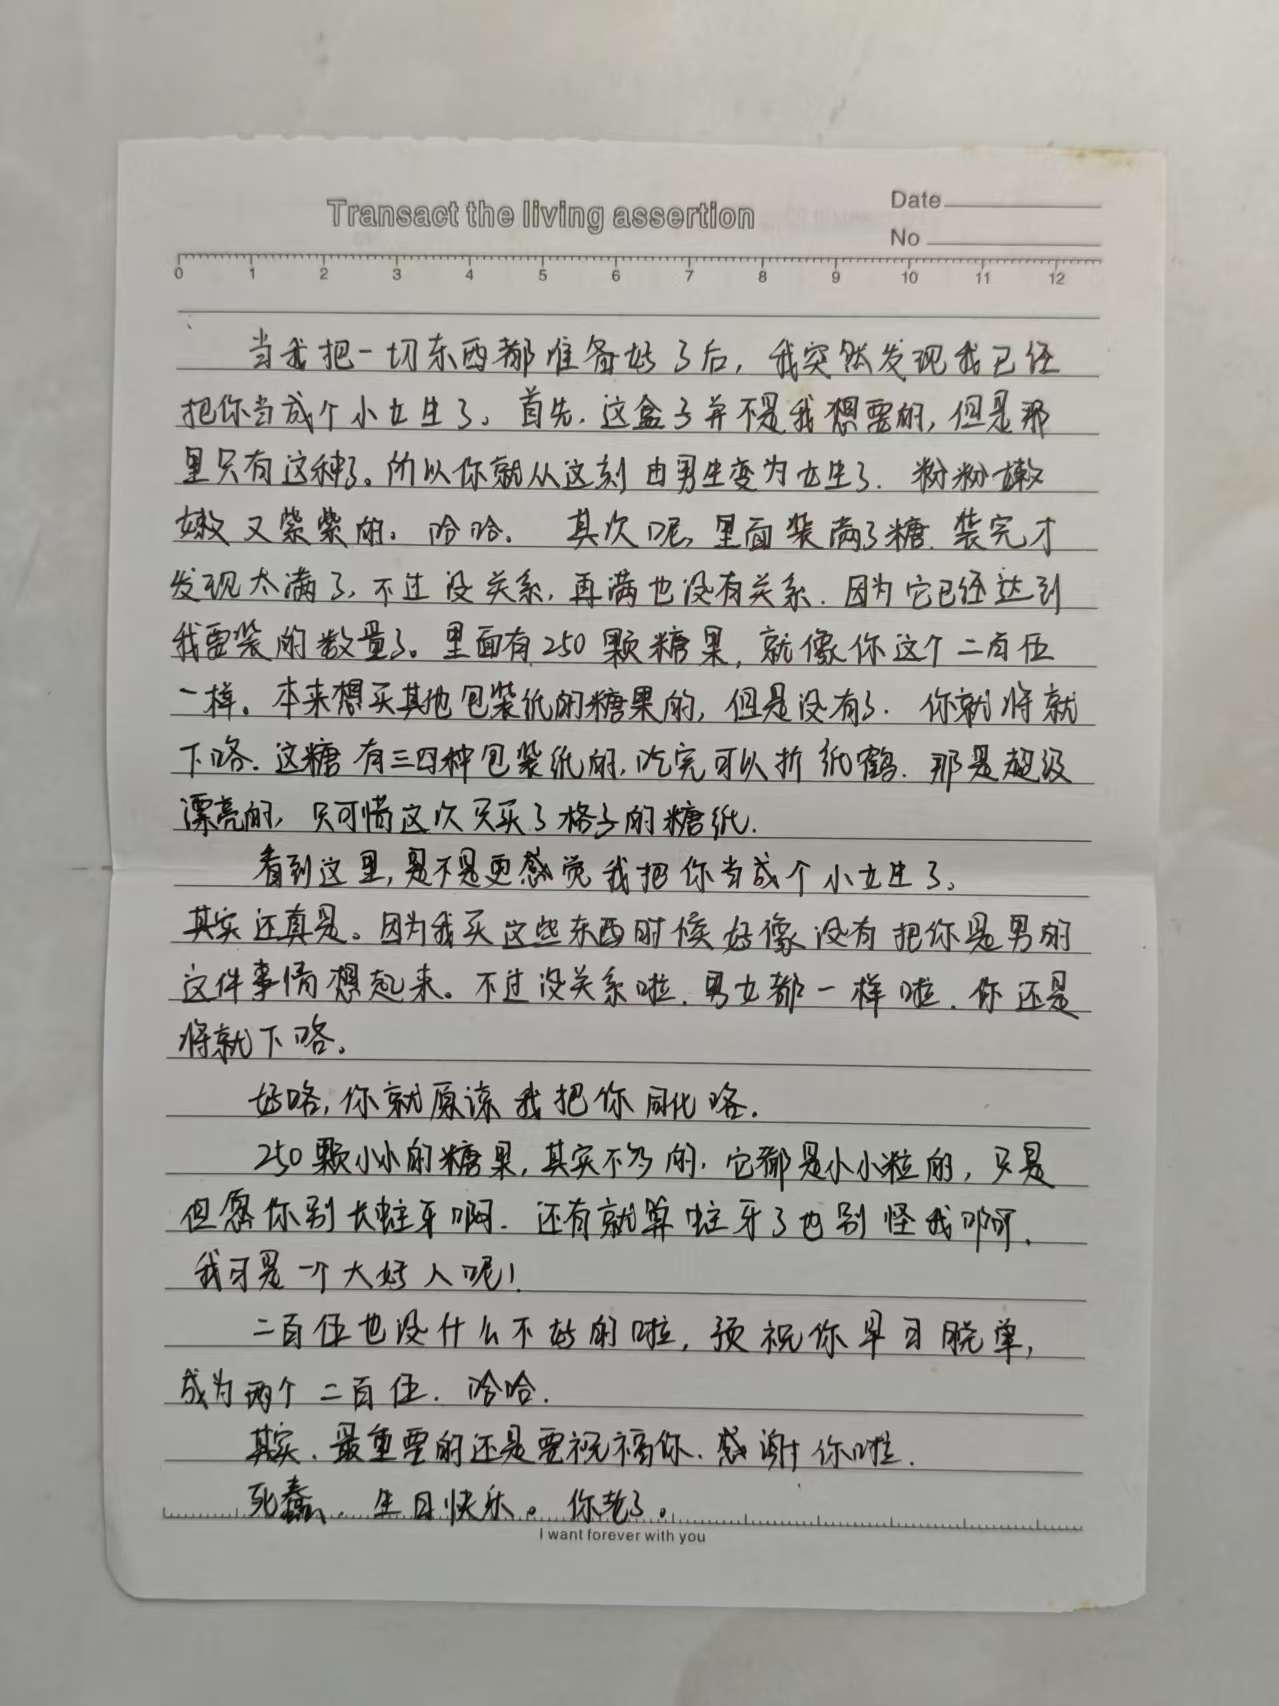 Transact the living assertion
Date
No
0 1 2 3 4 5 6 7 8 9 10 11 12
当我把一切东西都准备好了后，我突然发现我已经
把你当成个小女生了。首先，这盒子并不是我想要的，但是那
里只有这种了。所以你就从这刻由男生变为女生了．粉粉嫩
嫩又紫紫的。哈哈。其次呢，里面装满了糖．装完才
发现太满了，不过没关系，再满也没有关系．因为它已经达到
我要装的数量了。里面有250颗糖果，就像你这个二百伍
一样。本来想买其他包装纸的糖果的，但是没有了．你就将就
下咯．这糖有三四种包装纸的，吃完可以折纸鹤．那是超级
漂亮的，只可惜这次只买了格子的糖纸．
看到这里，是不是更感觉我把你当成个小女生了。
其实还真是。因为我买这些东西时候好像没有把你是男的
这件事情想起来。不过没关系啦．男女都一样啦．你还是
将就下咯。
好咯，你就原谅我把你同化咯．
250颗小小的糖果，其实不多的．它都是小小粒的，只是
但愿你别长蛀牙啊．还有就算蛀牙了也别怪我啊．
我可是一个大好人呢！
二百伍也没什么不好的啦，预祝你早日脱单，
成为两个二百伍．哈哈．
其实．最重要的还是要祝福你．感谢你啦．
死蠢、生日快乐。你老了。
I want forever with you